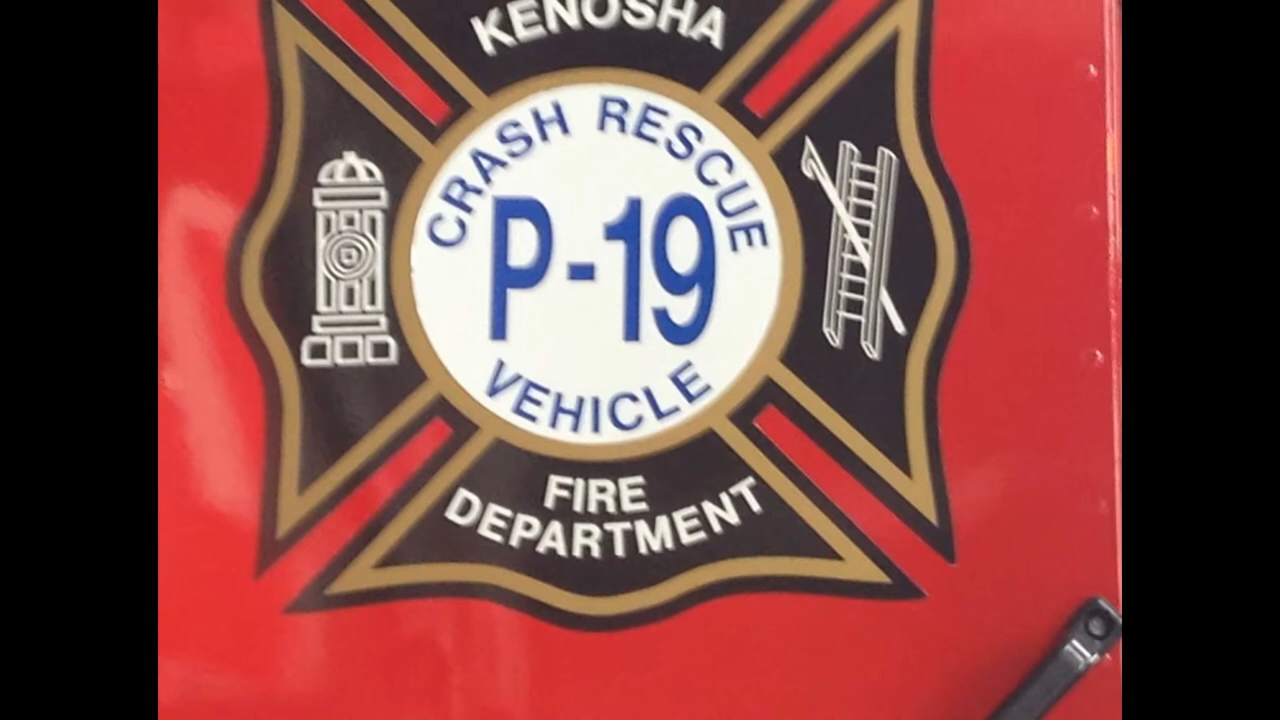 KENOSHA
CRASH RESCUE
P-19
VEHICLE
FIRE
DEPARTMENT